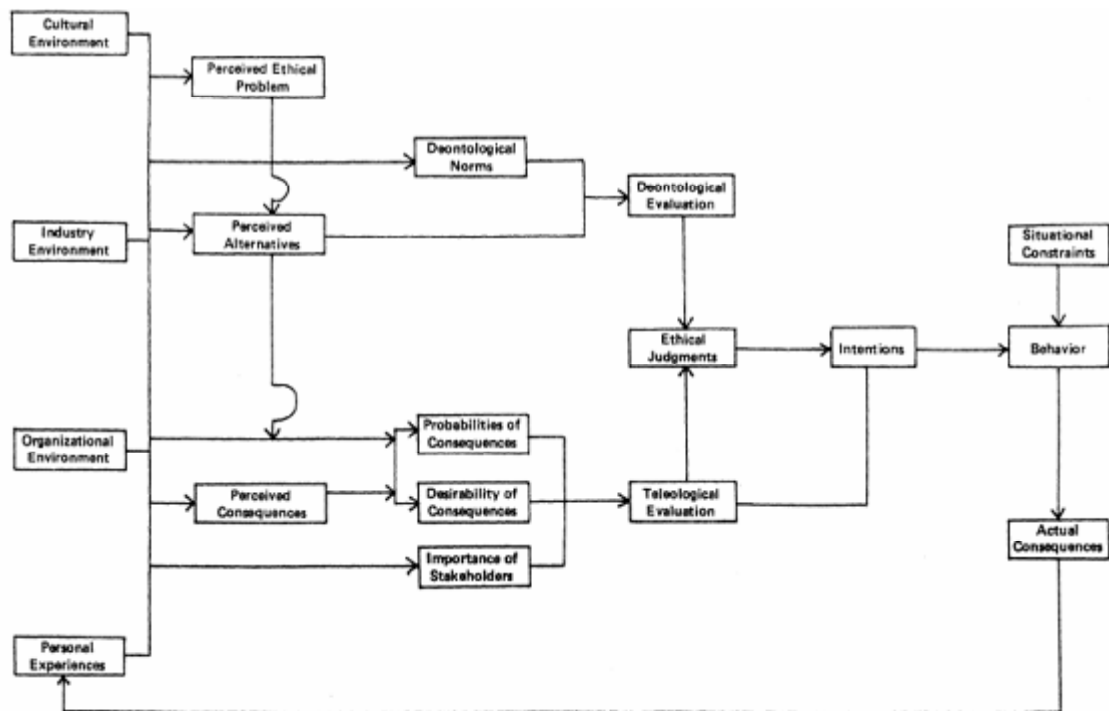 Cultural
Environment
Perceived Ethical
Problem
Deontological
Norms
Deontological
Evaluation
Industry
Environment
Perceived
Alternatives
Situational
Constraints
Ethical
Judgments
Intentions
Behavior
Organizational
Environment
Probabilities of
Consequences
Perceived
Consequences
Desirability of
Consequences
Teleological
Evaluation
Actual
Consequences
Importance of
Stakeholders
Personal
Experiences